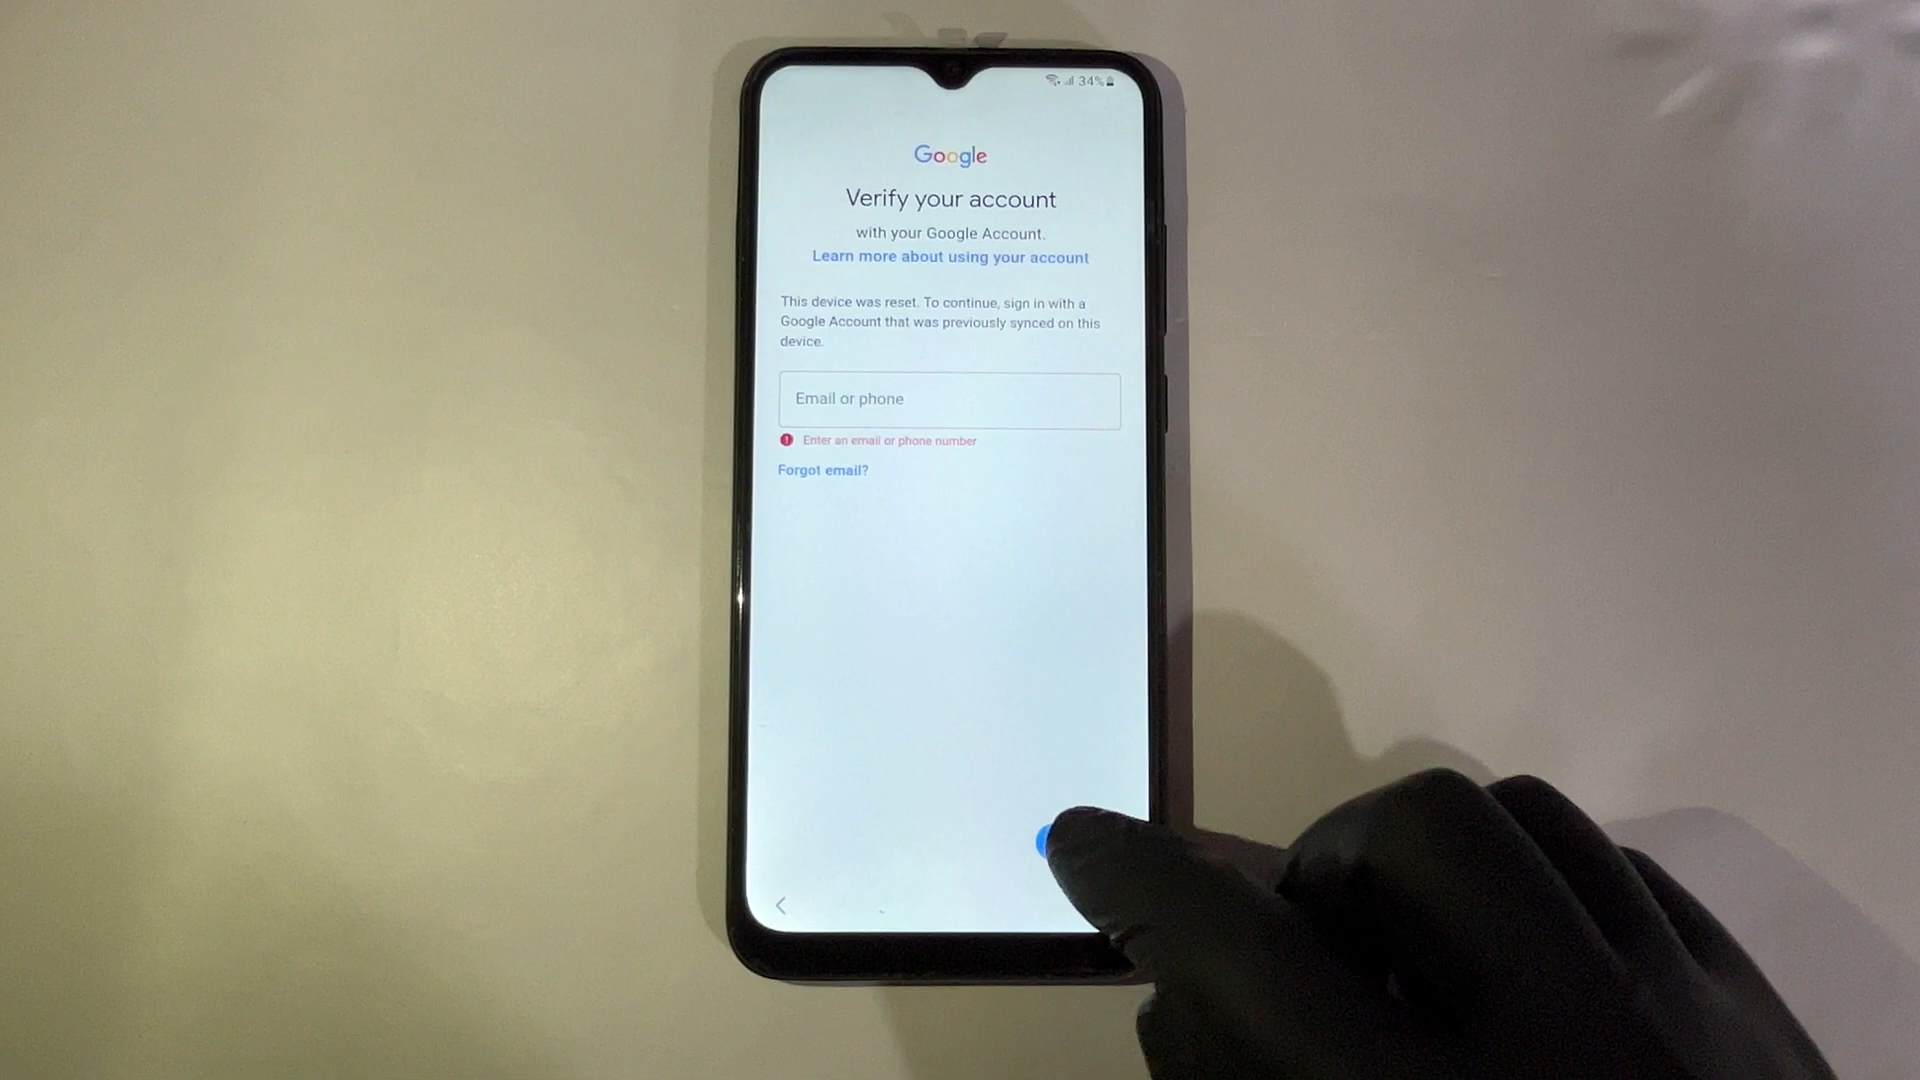 34%
Google
Verify your account
with your Google Account.
Learn more about using your account
This device was reset. To continue, sign in with a
Google Account that was previously synced on this
device.
Email or phone
Enter an email or phone number
Forgot email?